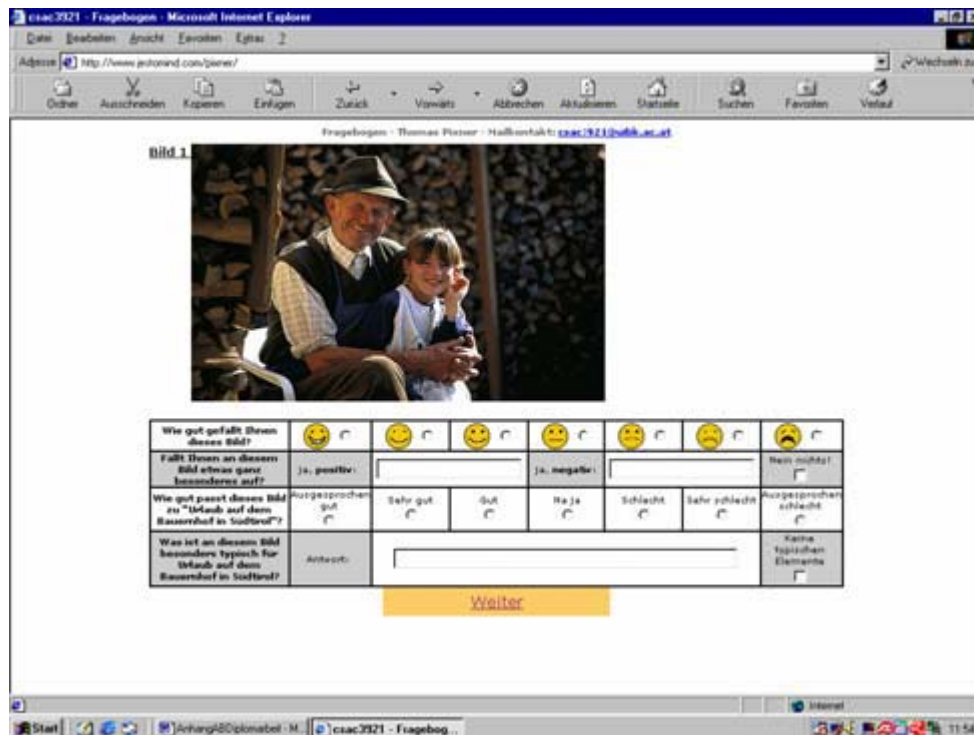 csac3921 - Fragebogen - Microsoft Internet Explorer
Datei Bearbeiten Ansicht Favoriten Extras ?
Adresse http://www.jestorand.com/pixner/ Wechseln zu
Ordner Ausschneiden Kopieren Einfügen Zurück Vorwärts Abbrechen Aktualisieren Startseite Suchen Favoriten Verlauf
Fragebogen - Thomas Pixner - Mailkontakt: csac3921@uibk.ac.at
Bild 1
Wie gut gefällt Ihnen
dieses Bild?
Fällt Ihnen an diesem
Bild etwas ganz
besonderes auf?
ja, positiv:
ja, negativ:
Nein nichts!
Wie gut passt dieses Bild
zu "Urlaub auf dem
Bauernhof in Südtirol"?
Ausgesprochen
gut
Sehr gut
Gut
Na ja
Schlecht
Sehr schlecht
Ausgesprochen
schlecht
Was ist an diesem Bild
besonders typisch für
Urlaub auf dem
Bauernhof in Südtirol?
Antwort:
Keine
typischen
Elemente
Weiter
Internet
Start AnhangABDiplomarbeit - M... csac3921 - Fragebog... 11:54